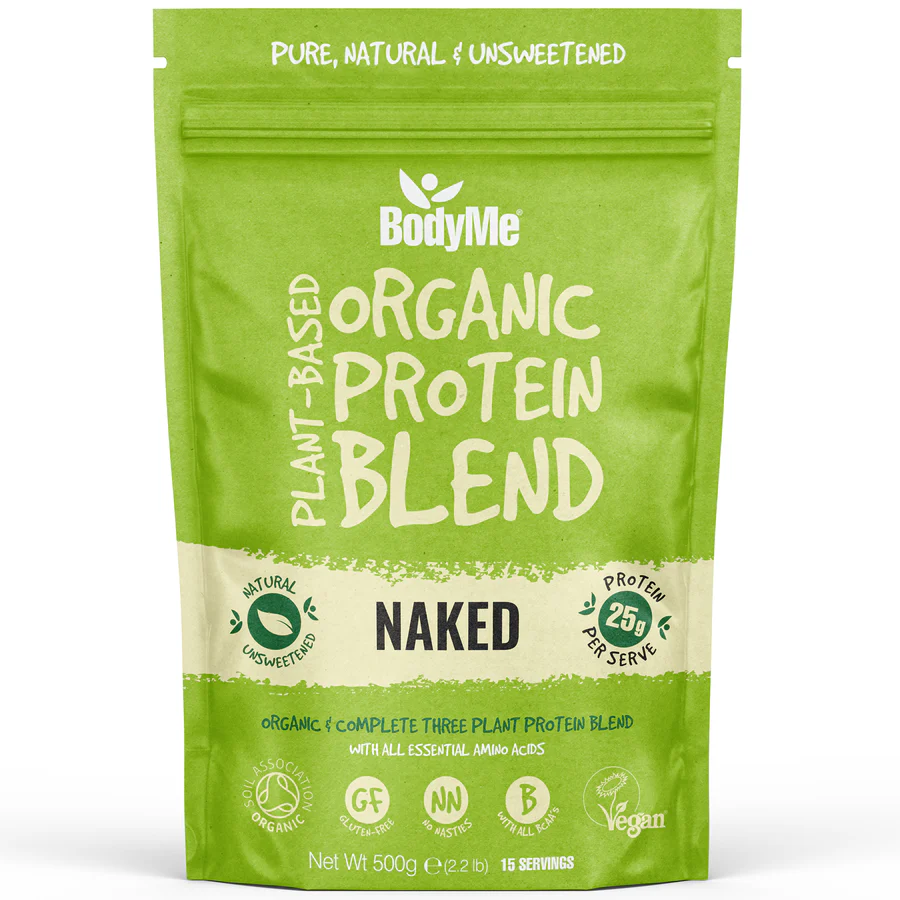 PURE, NATURAL & UNSWEETENED
BodyMe®
PLANT-BASED
ORGANIC
PROTEIN
BLEND
NATURAL
UNSWEETENED
NAKED
PROTEIN
25g
PER SERVE
ORGANIC & COMPLETE THREE PLANT PROTEIN BLEND
WITH ALL ESSENTIAL AMINO ACIDS
SOIL ASSOCIATION
ORGANIC
GF
GLUTEN-FREE
NN
NO NASTIES
B
WITH ALL BCAA'S
Vegan
Net Wt 500g ℮ (2.2 lb) 15 SERVINGS